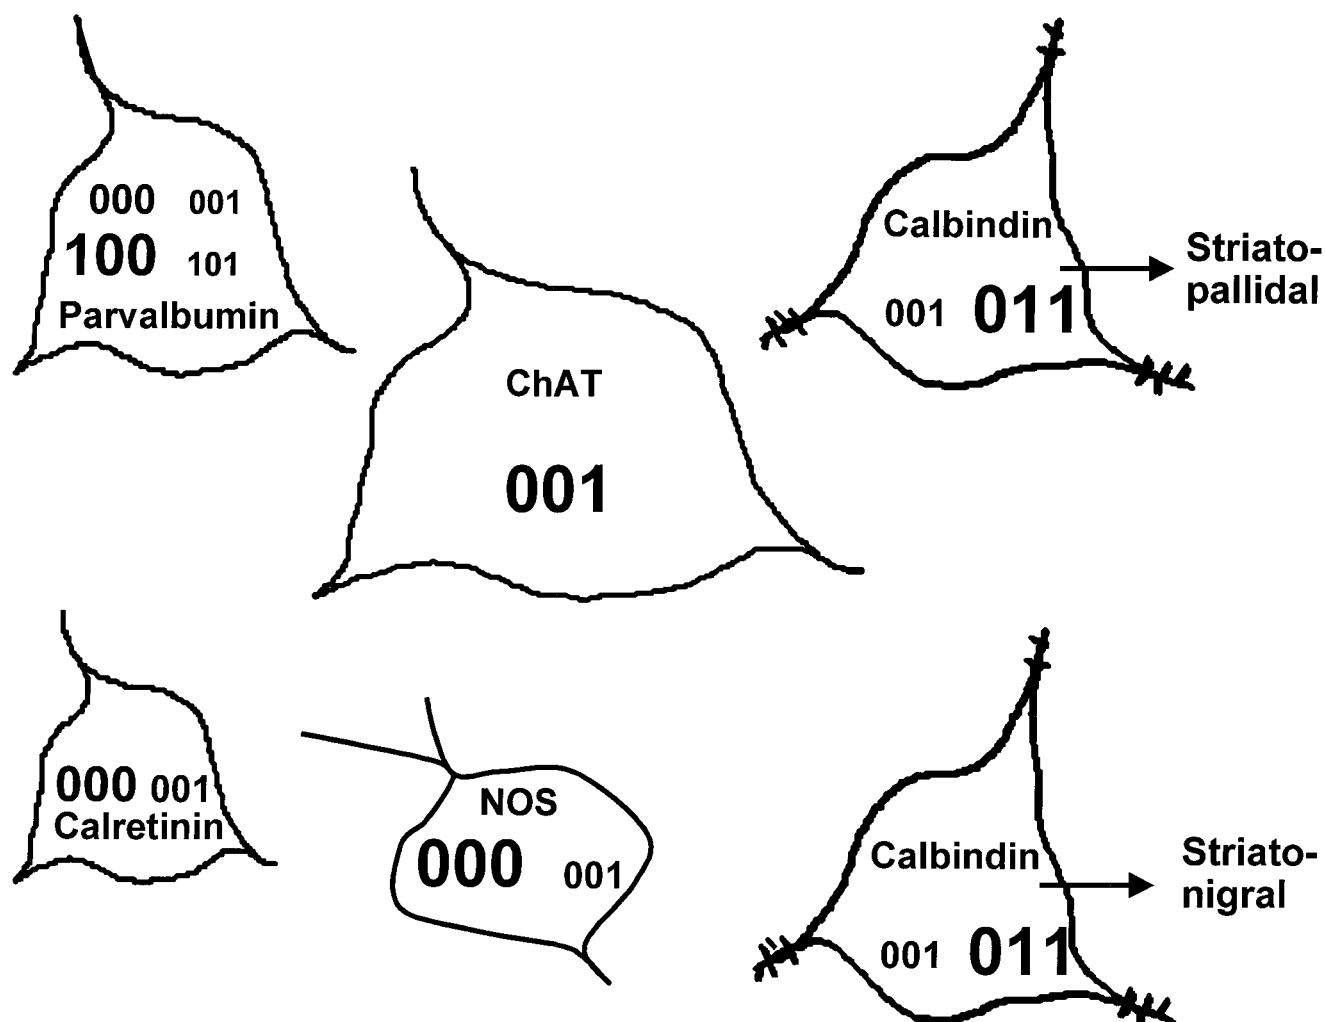 000 001
100 101
Parvalbumin
ChAT
001
Calbindin
001 011
Striato-
pallidal
000 001
Calretinin
NOS
000 001
Calbindin
001 011
Striato-
nigral